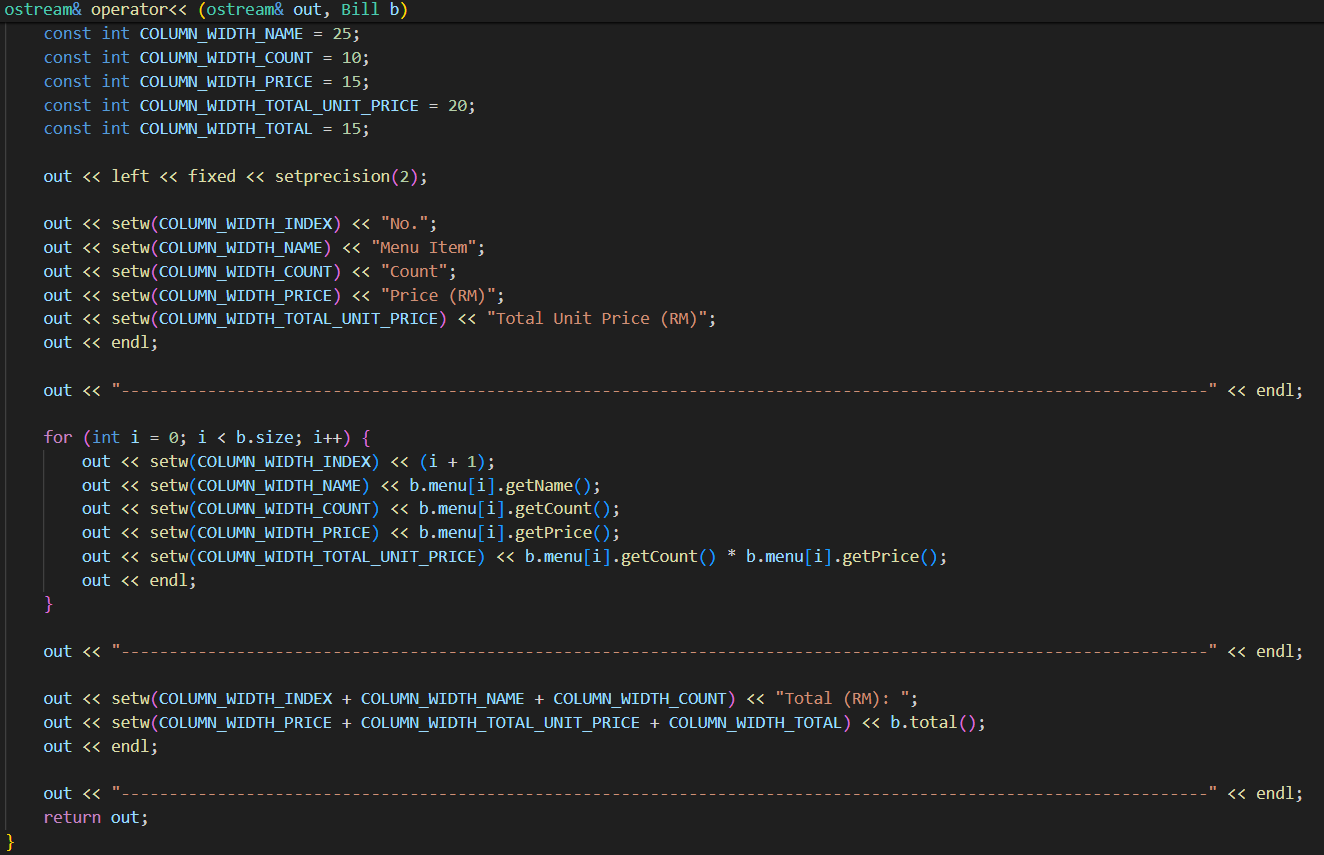 ostream& operator<< (ostream& out, Bill b)
    const int COLUMN_WIDTH_NAME = 25;
    const int COLUMN_WIDTH_COUNT = 10;
    const int COLUMN_WIDTH_PRICE = 15;
    const int COLUMN_WIDTH_TOTAL_UNIT_PRICE = 20;
    const int COLUMN_WIDTH_TOTAL = 15;

    out << left << fixed << setprecision(2);

    out << setw(COLUMN_WIDTH_INDEX) << "No.";
    out << setw(COLUMN_WIDTH_NAME) << "Menu Item";
    out << setw(COLUMN_WIDTH_COUNT) << "Count";
    out << setw(COLUMN_WIDTH_PRICE) << "Price (RM)";
    out << setw(COLUMN_WIDTH_TOTAL_UNIT_PRICE) << "Total Unit Price (RM)";
    out << endl;

    out << "-----------------------------------------------------------------------------------------------------------------" << endl;

    for (int i = 0; i < b.size; i++) {
        out << setw(COLUMN_WIDTH_INDEX) << (i + 1);
        out << setw(COLUMN_WIDTH_NAME) << b.menu[i].getName();
        out << setw(COLUMN_WIDTH_COUNT) << b.menu[i].getCount();
        out << setw(COLUMN_WIDTH_PRICE) << b.menu[i].getPrice();
        out << setw(COLUMN_WIDTH_TOTAL_UNIT_PRICE) << b.menu[i].getCount() * b.menu[i].getPrice();
        out << endl;
    }

    out << "-----------------------------------------------------------------------------------------------------------------" << endl;

    out << setw(COLUMN_WIDTH_INDEX + COLUMN_WIDTH_NAME + COLUMN_WIDTH_COUNT) << "Total (RM): ";
    out << setw(COLUMN_WIDTH_PRICE + COLUMN_WIDTH_TOTAL_UNIT_PRICE + COLUMN_WIDTH_TOTAL) << b.total();
    out << endl;

    out << "-----------------------------------------------------------------------------------------------------------------" << endl;
    return out;
}